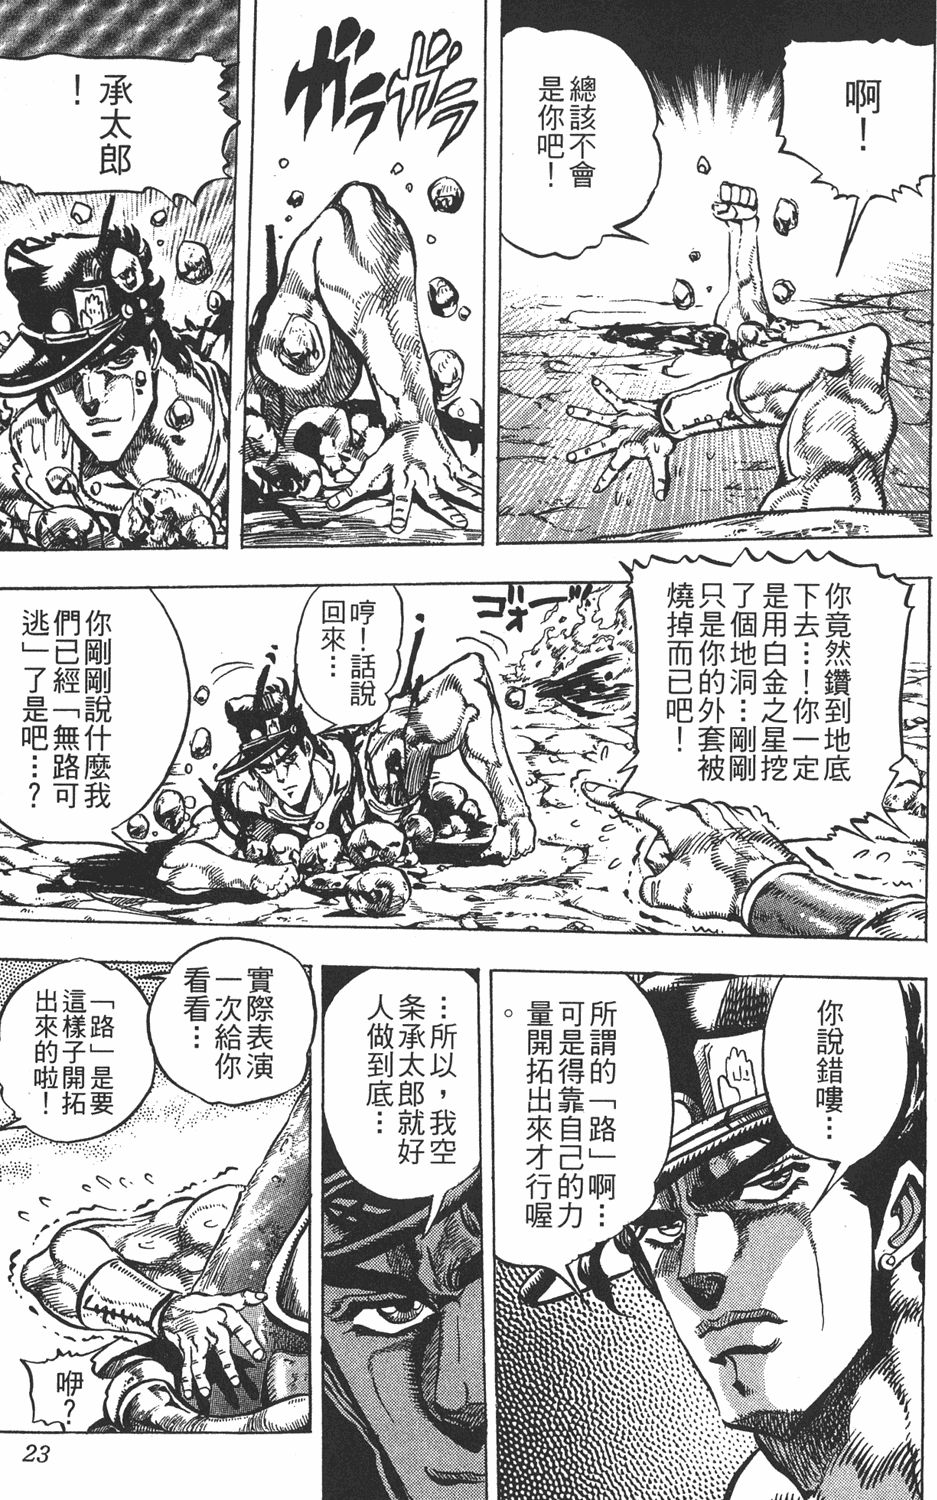 啊！
總該不會
是你吧！
ガラ
ガラ
承太郎
！
你竟然鑽到地底
下去…！你一定
是用白金之星挖
了個地洞…剛剛
只是你的外套被
燒掉而已吧！
ゴォーッ
哼！話說
回來…
你剛剛說什麼我
們已經「無路可
逃」了是吧…？
你說錯嘍…
所謂的「路」啊…
可是得靠自己的力
量開拓出來才行喔
。
…所以，我空
条承太郎就好
人做到底…
實際表演
一次給你
看看…
「路」是要
這樣子開拓
出來的啦！
咿？
23